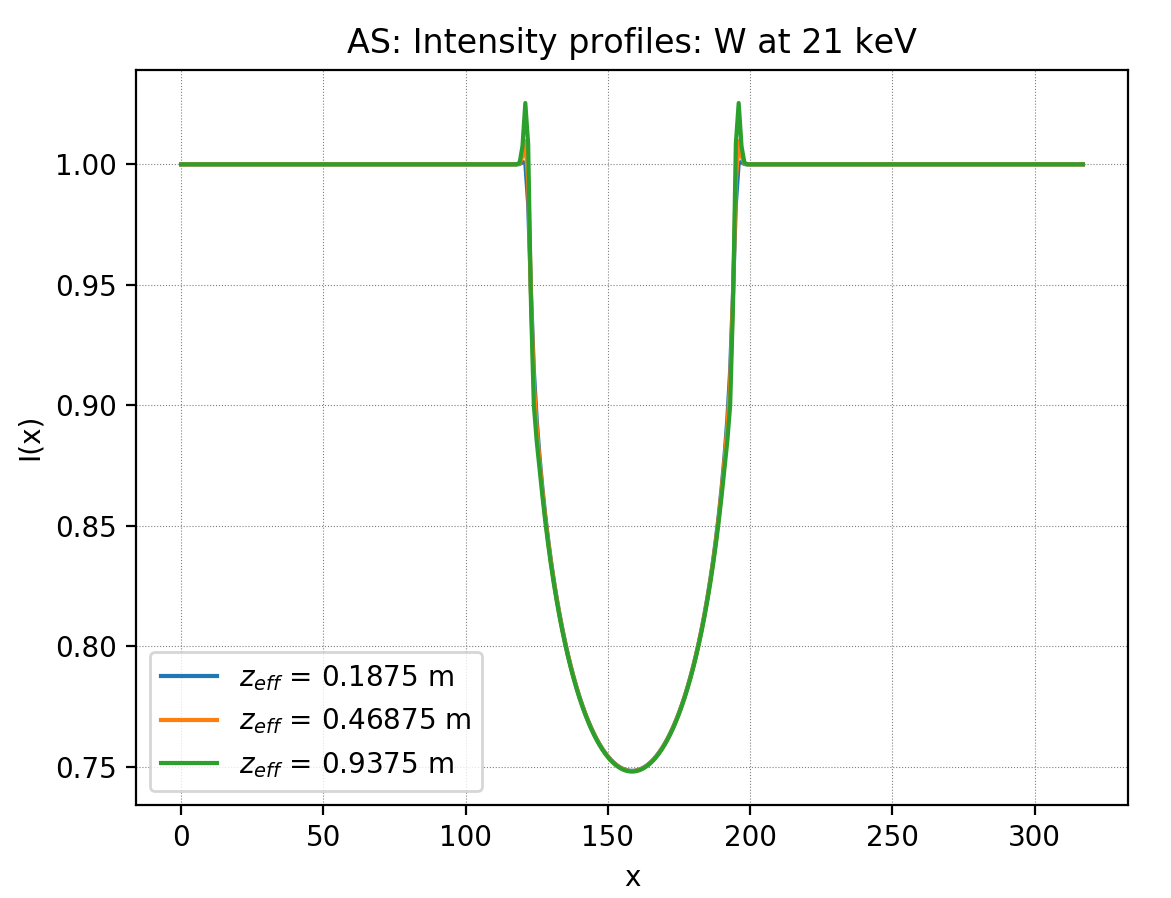 AS: Intensity profiles: W at 21 keV
I(x)
1.00
0.95
0.90
0.85
0.80
0.75
z_eff = 0.1875 m
z_eff = 0.46875 m
z_eff = 0.9375 m
0 50 100 150 200 250 300
x